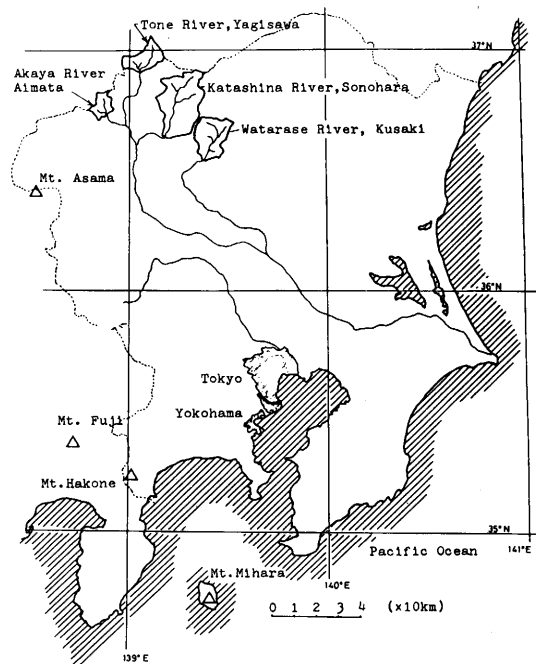 Tone River,Yagisawa
37°N
Akaya River
Aimata
Katashina River,Sonohara
Watarase River, Kusaki
Mt. Asama
36°N
Tokyo
Yokohama
Mt. Fuji
Mt.Hakone
35°N
Pacific Ocean
141°E
Mt.Mihara
140°E
0 1 2 3 4 (×10km)
139°E